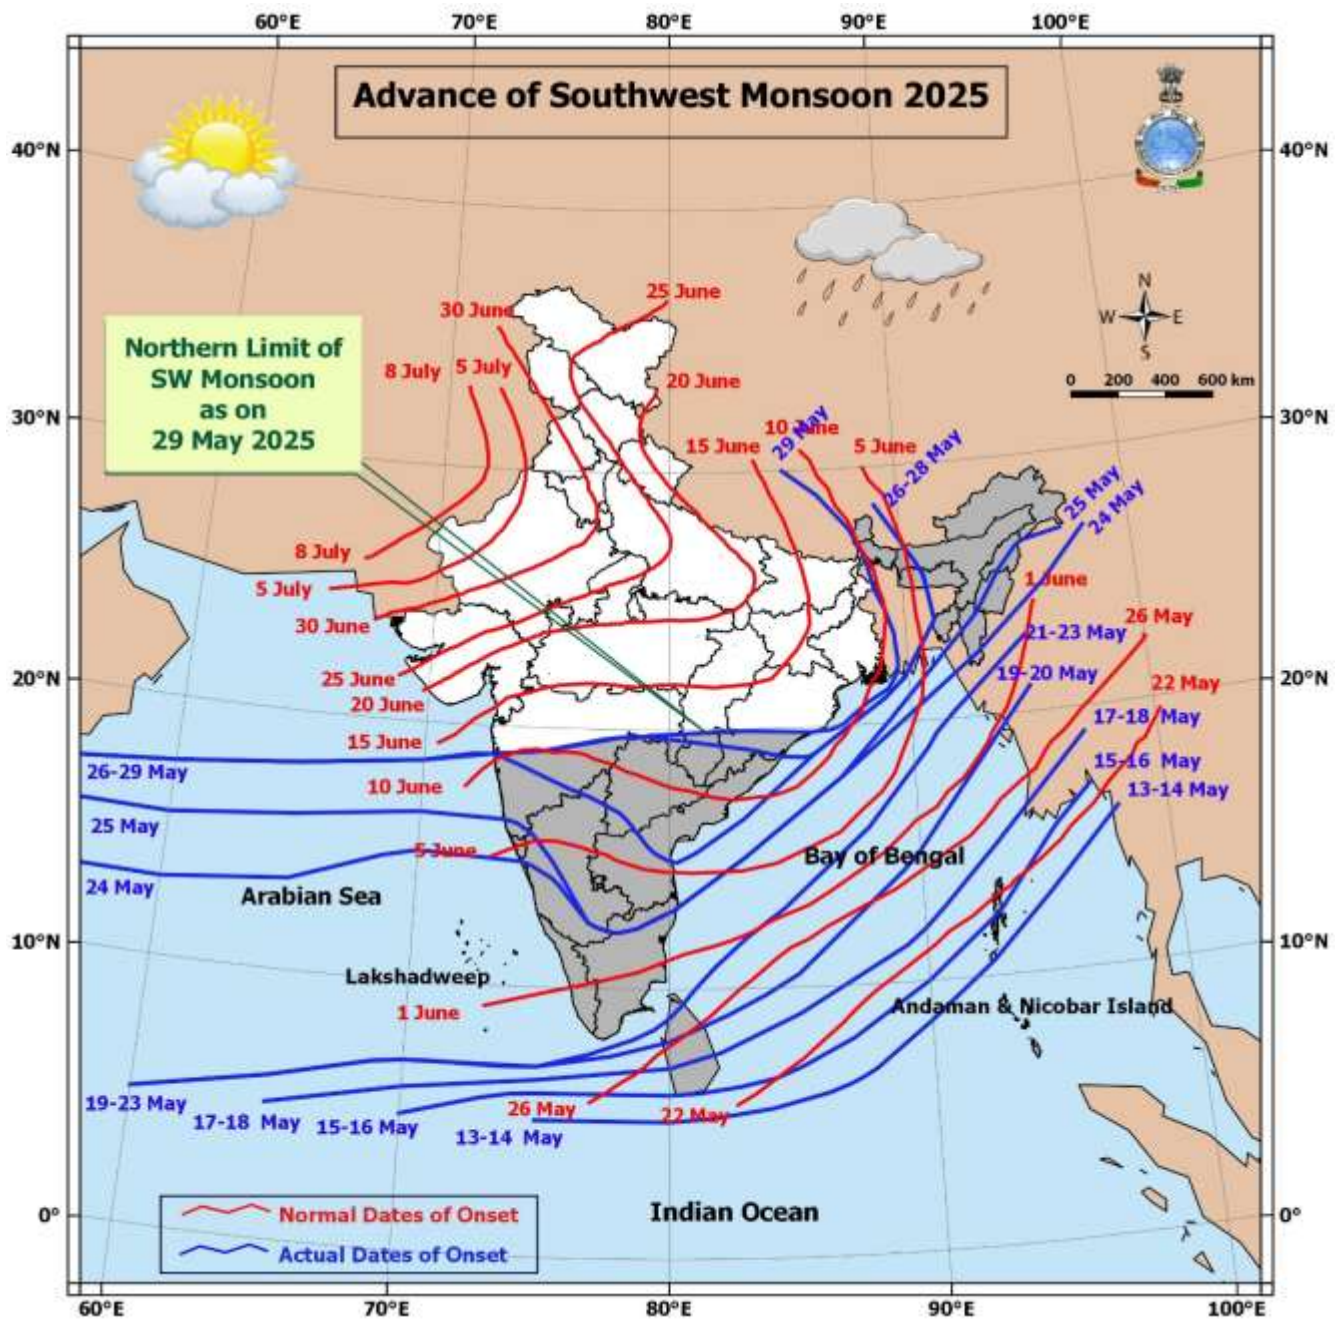 60°E 70°E 80°E 90°E 100°E
Advance of Southwest Monsoon 2025
40°N 40°N
N
W E
S
0 200 400 600 km
25 June
30 June
Northern Limit of
SW Monsoon
as on
29 May 2025
8 July 5 July
20 June
30°N 30°N
10 June
15 June 29 May 5 June
26-28 May
25 May
24 May
8 July
5 July
1 June
30 June
26 May
21-23 May
19-20 May
25 June
20°N 20°N
22 May
20 June
17-18 May
15 June
15-16 May
26-29 May
10 June
13-14 May
25 May
5 June
Bay of Bengal
24 May
Arabian Sea
10°N 10°N
Lakshadweep
Andaman & Nicobar Island
1 June
19-23 May
17-18 May
15-16 May
26 May
22 May
13-14 May
Normal Dates of Onset
Actual Dates of Onset
Indian Ocean
0° 0°
60°E 70°E 80°E 90°E 100°E